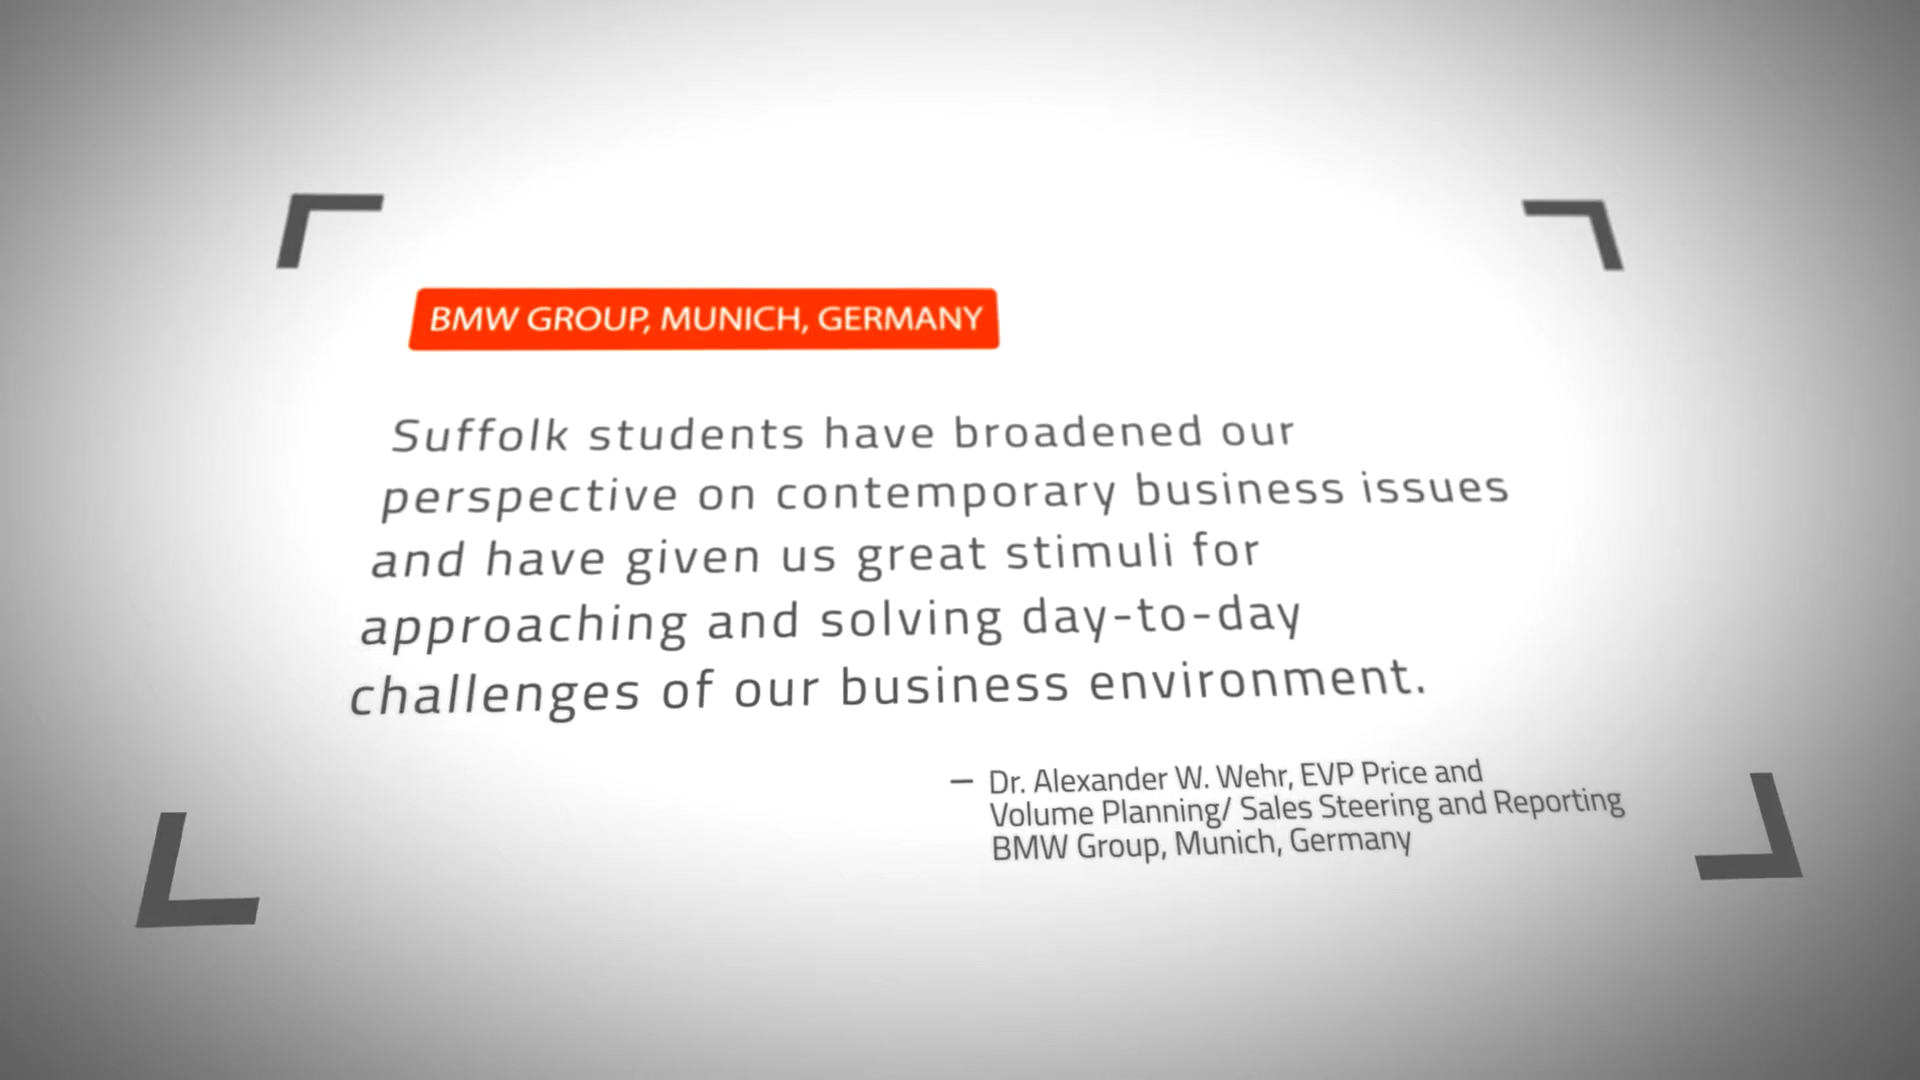 BMW GROUP, MUNICH, GERMANY
Suffolk students have broadened our
perspective on contemporary business issues
and have given us great stimuli for
approaching and solving day-to-day
challenges of our business environment.
— Dr. Alexander W. Wehr, EVP Price and
Volume Planning/ Sales Steering and Reporting
BMW Group, Munich, Germany